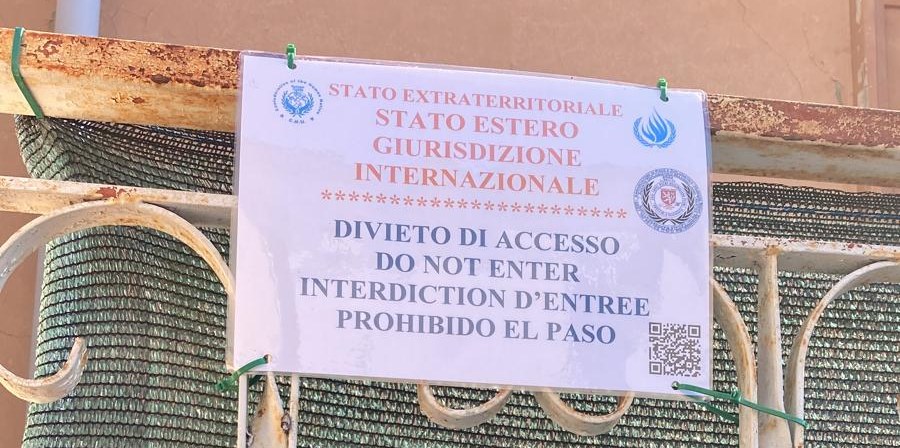 STATO EXTRATERRITORIALE
STATO ESTERO
GIURISDIZIONE
INTERNAZIONALE
**********************
DIVIETO DI ACCESSO
DO NOT ENTER
INTERDICTION D'ENTREE
PROHIBIDO EL PASO